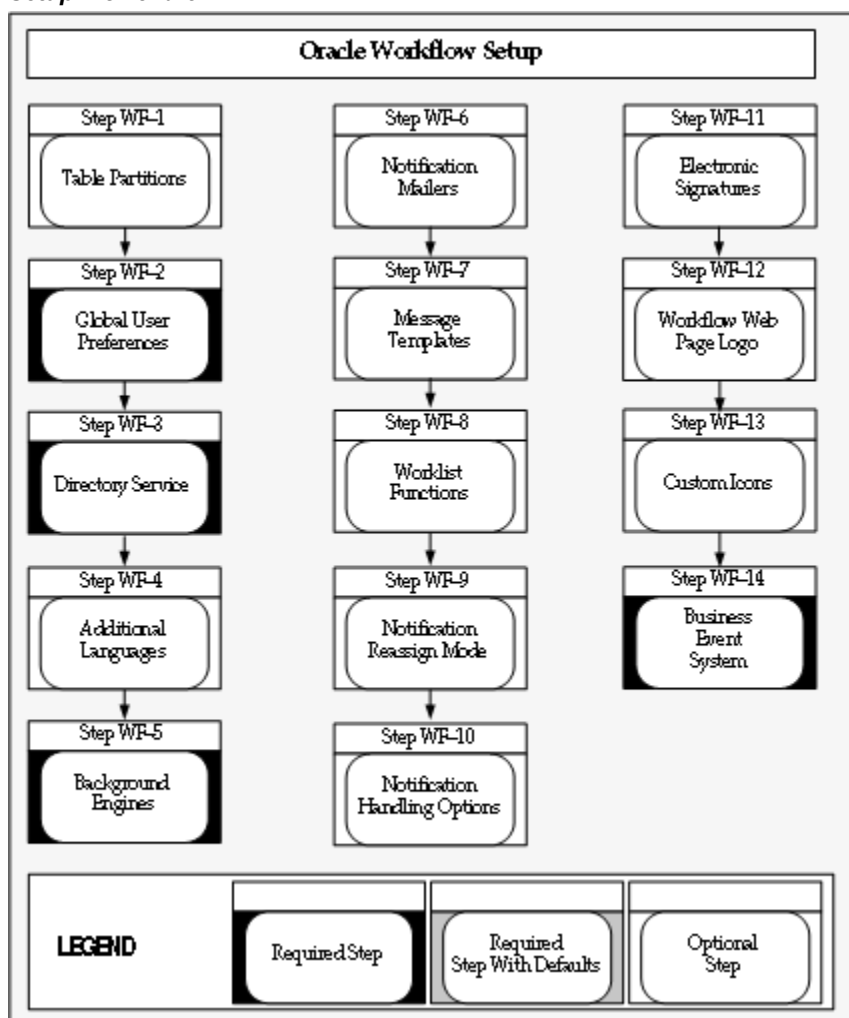 Oracle Workflow Setup
Step WF-1
Table Partitions
Step WF-2
Global User
Preferences
Step WF-3
Directory Service
Step WF-4
Additional
Languages
Step WF-5
Background
Engines
Step WF-6
Notification
Mailers
Step WF-7
Message
Templates
Step WF-8
Worklist
Functions
Step WF-9
Notification
Reassign Mode
Step WF-10
Notification
Handling Options
Step WF-11
Electronic
Signatures
Step WF-12
Workflow Web
Page Logo
Step WF-13
Custom Icons
Step WF-14
Business
Event
System
LEGEND
Required Step
Required
Step With Defaults
Optional
Step